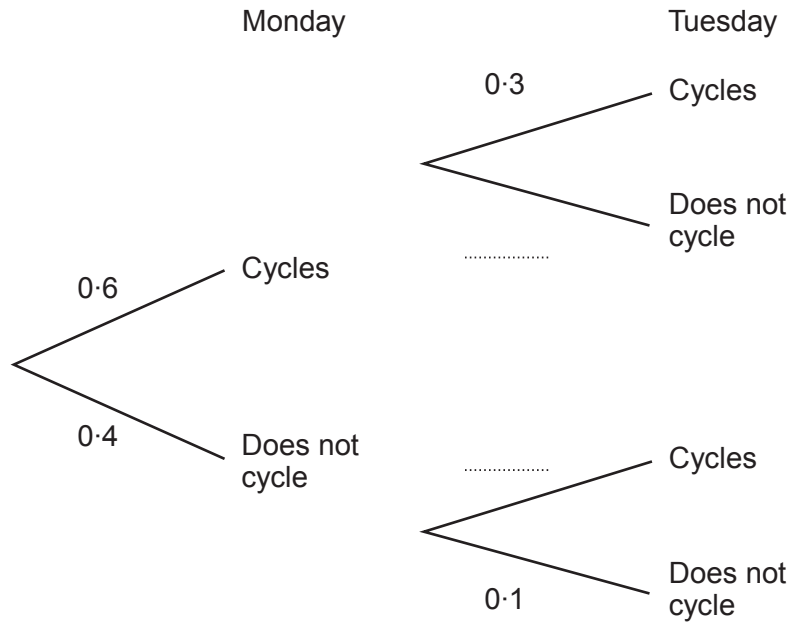 Monday
Tuesday
0·3
Cycles
Does not
cycle
Cycles
0·6
0·4
Does not
cycle
Cycles
Does not
cycle
0·1